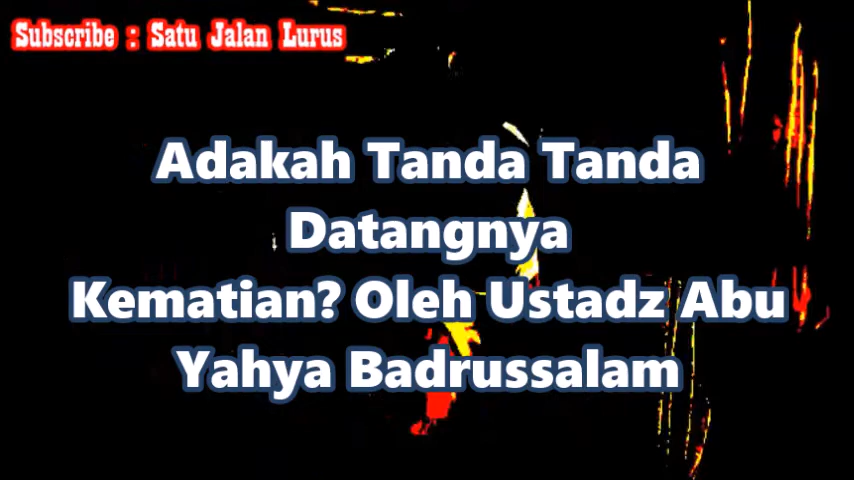 Subscribe : Satu Jalan Lurus
Adakah Tanda Tanda
Datangnya
Kematian? Oleh Ustadz Abu
Yahya Badrussalam